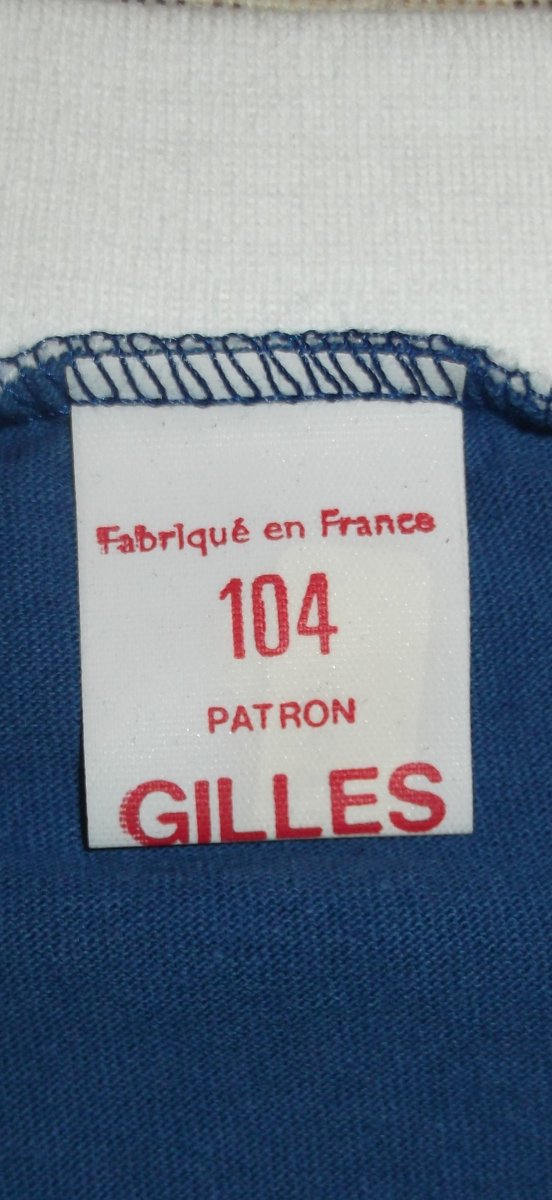 Fabriqué en France
104
PATRON
GILLES